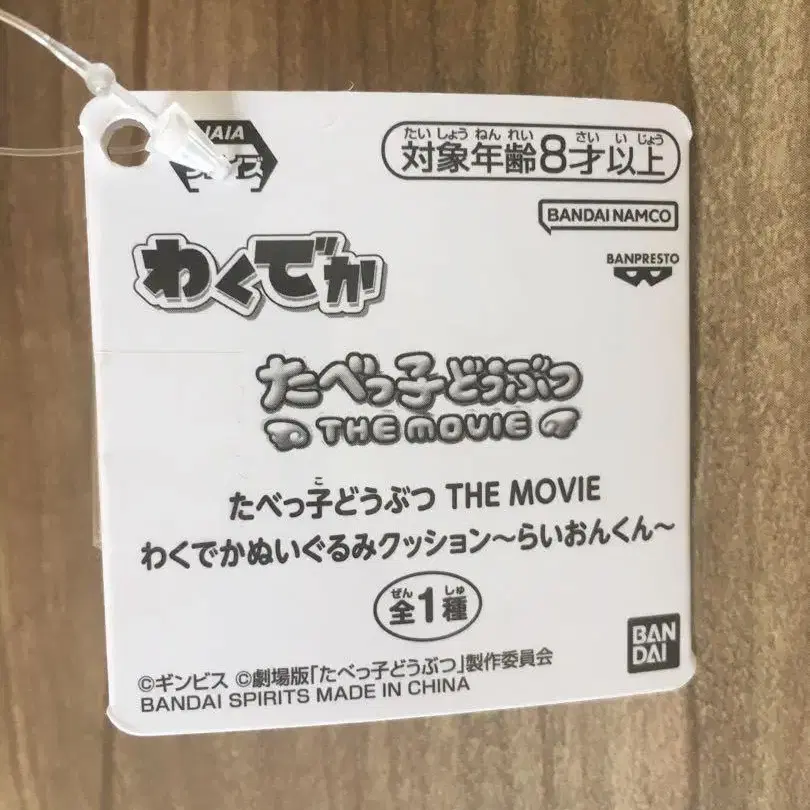 対象年齢8才以上
たい しょう ねん れい さい い じょう
BANDAI NAMCO
BANPRESTO
わくでか
たべっ子どうぶつ
THE MOVIE
こ
たべっ子どうぶつ THE MOVIE
わくでかぬいぐるみクッション～らいおんくん～
ぜん しゅ
全1種
BAN
DAI
©ギンビス ©劇場版「たべっ子どうぶつ」製作委員会
BANDAI SPIRITS MADE IN CHINA